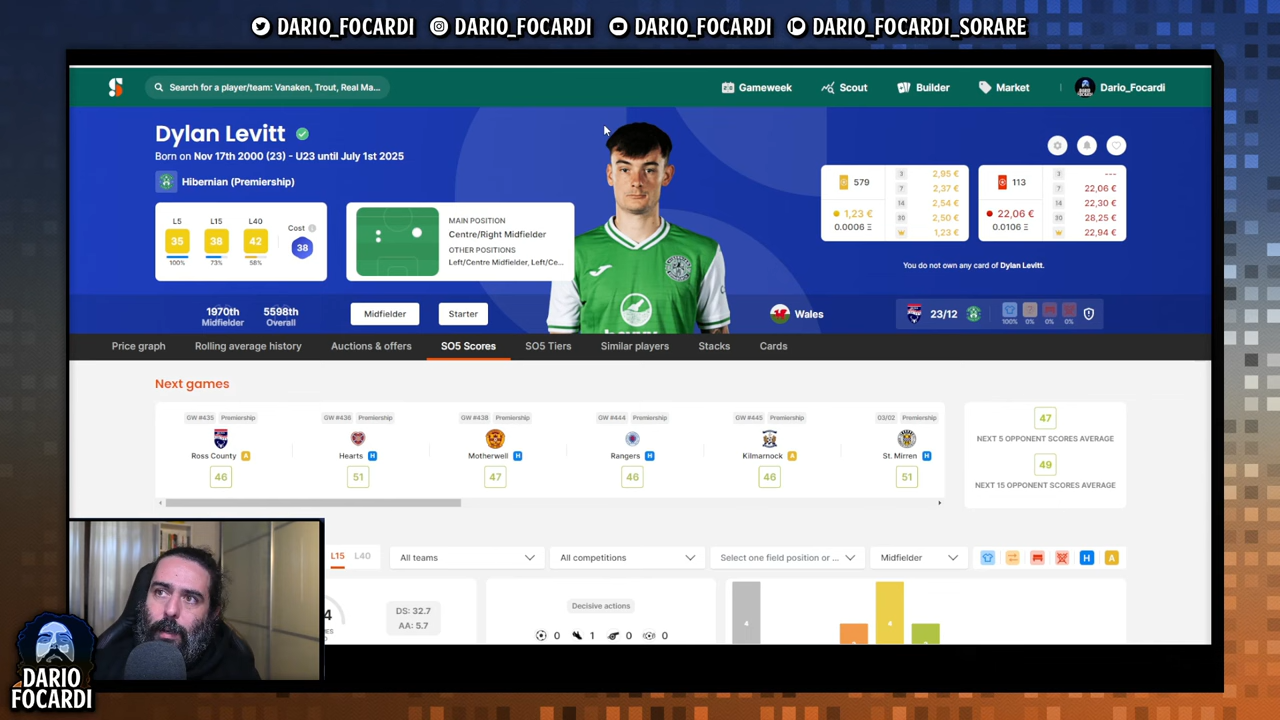 DARIO_FOCARDI DARIO_FOCARDI DARIO_FOCARDI DARIO_FOCARDI_SORARE
Search for a player/team: Vanaken, Trout, Real Ma...
Gameweek Scout Builder Market Dario_Focardi
Dylan Levitt
Born on Nov 17th 2000 (23) - U23 until July 1st 2025
Hibernian (Premiership)
L5 L15 L40 Cost
35 38 42 38
100% 73% 58%
MAIN POSITION
Centre/Right Midfielder
OTHER POSITIONS
Left/Centre Midfielder, Left/Ce...
579
1,23 €
0.0006 Ξ
3 2,95 €
7 2,37 €
14 2,54 €
30 2,50 €
1,23 €
113
22,06 €
0.0106 Ξ
3 ---
7 22,06 €
14 22,30 €
30 28,25 €
22,94 €
You do not own any card of Dylan Levitt.
1970th
Midfielder
5598th
Overall
Midfielder
Starter
Wales
23/12
100% 0% 0% 0%
Price graph Rolling average history Auctions & offers SO5 Scores SO5 Tiers Similar players Stacks Cards
Next games
GW #435 Premiership
Ross County A
46
GW #436 Premiership
Hearts H
51
GW #438 Premiership
Motherwell H
47
GW #444 Premiership
Rangers H
46
GW #445 Premiership
Kilmarnock A
46
03/02 Premiership
St. Mirren H
51
47
NEXT 5 OPPONENT SCORES AVERAGE
49
NEXT 15 OPPONENT SCORES AVERAGE
L15 L40
All teams
All competitions
Select one field position or ...
Midfielder
H A
DS: 32.7
AA: 5.7
Decisive actions
0 1 0 0
4
4
DARIO
FOCARDI